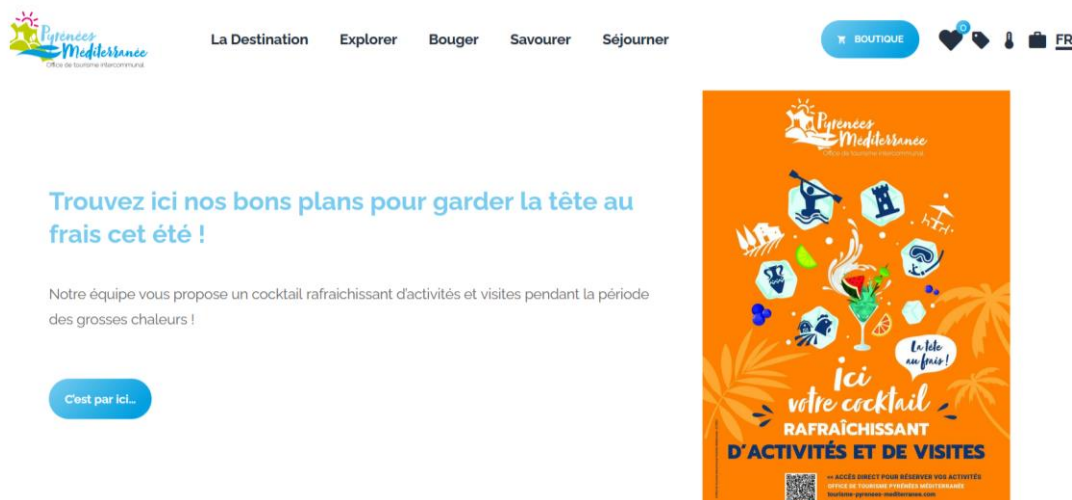 Pyrénées
Méditerranée
Office de tourisme intercommunal
La Destination
Explorer
Bouger
Savourer
Séjourner
BOUTIQUE
0
FR
Trouvez ici nos bons plans pour garder la tête au
frais cet été !
Notre équipe vous propose un cocktail rafraichissant d'activités et visites pendant la période
des grosses chaleurs !
C'est par ici...
Pyrénées
Méditerranée
Office de tourisme intercommunal
La tête
au frais !
ici
votre cocktail
RAFRAÎCHISSANT
D'ACTIVITÉS ET DE VISITES
ACCÈS DIRECT POUR RÉSERVER VOS ACTIVITÉS
OFFICE DE TOURISME PYRÉNÉES MÉDITERRANÉE
tourisme-pyrenees-mediterranee.com